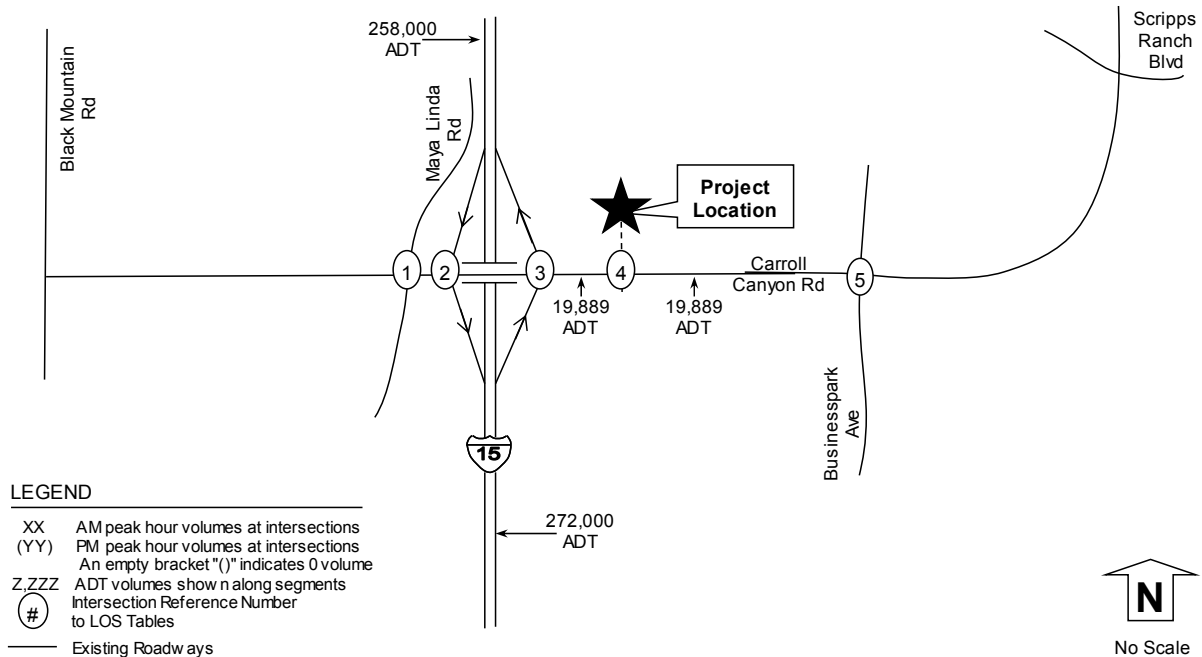 258,000
ADT
Scripps
Ranch
Blvd
Black Mountain
Rd
Maya Linda
Rd
Project
Location
1
2
3
4
5
Carroll
Canyon Rd
19,889
ADT
19,889
ADT
Businesspark
Ave
15
272,000
ADT
LEGEND
XX AM peak hour volumes at intersections
(YY) PM peak hour volumes at intersections
An empty bracket "()" indicates 0 volume
Z,ZZZ ADT volumes shown along segments
# Intersection Reference Number
to LOS Tables
Existing Roadways
N
No Scale